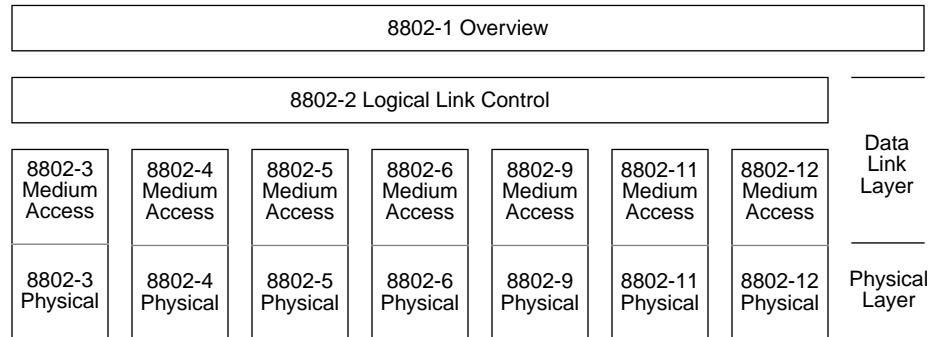 8802-1 Overview
8802-2 Logical Link Control
Data
Link
Layer
8802-3
Medium
Access
8802-4
Medium
Access
8802-5
Medium
Access
8802-6
Medium
Access
8802-9
Medium
Access
8802-11
Medium
Access
8802-12
Medium
Access
8802-3
Physical
8802-4
Physical
8802-5
Physical
8802-6
Physical
8802-9
Physical
8802-11
Physical
8802-12
Physical
Physical
Layer